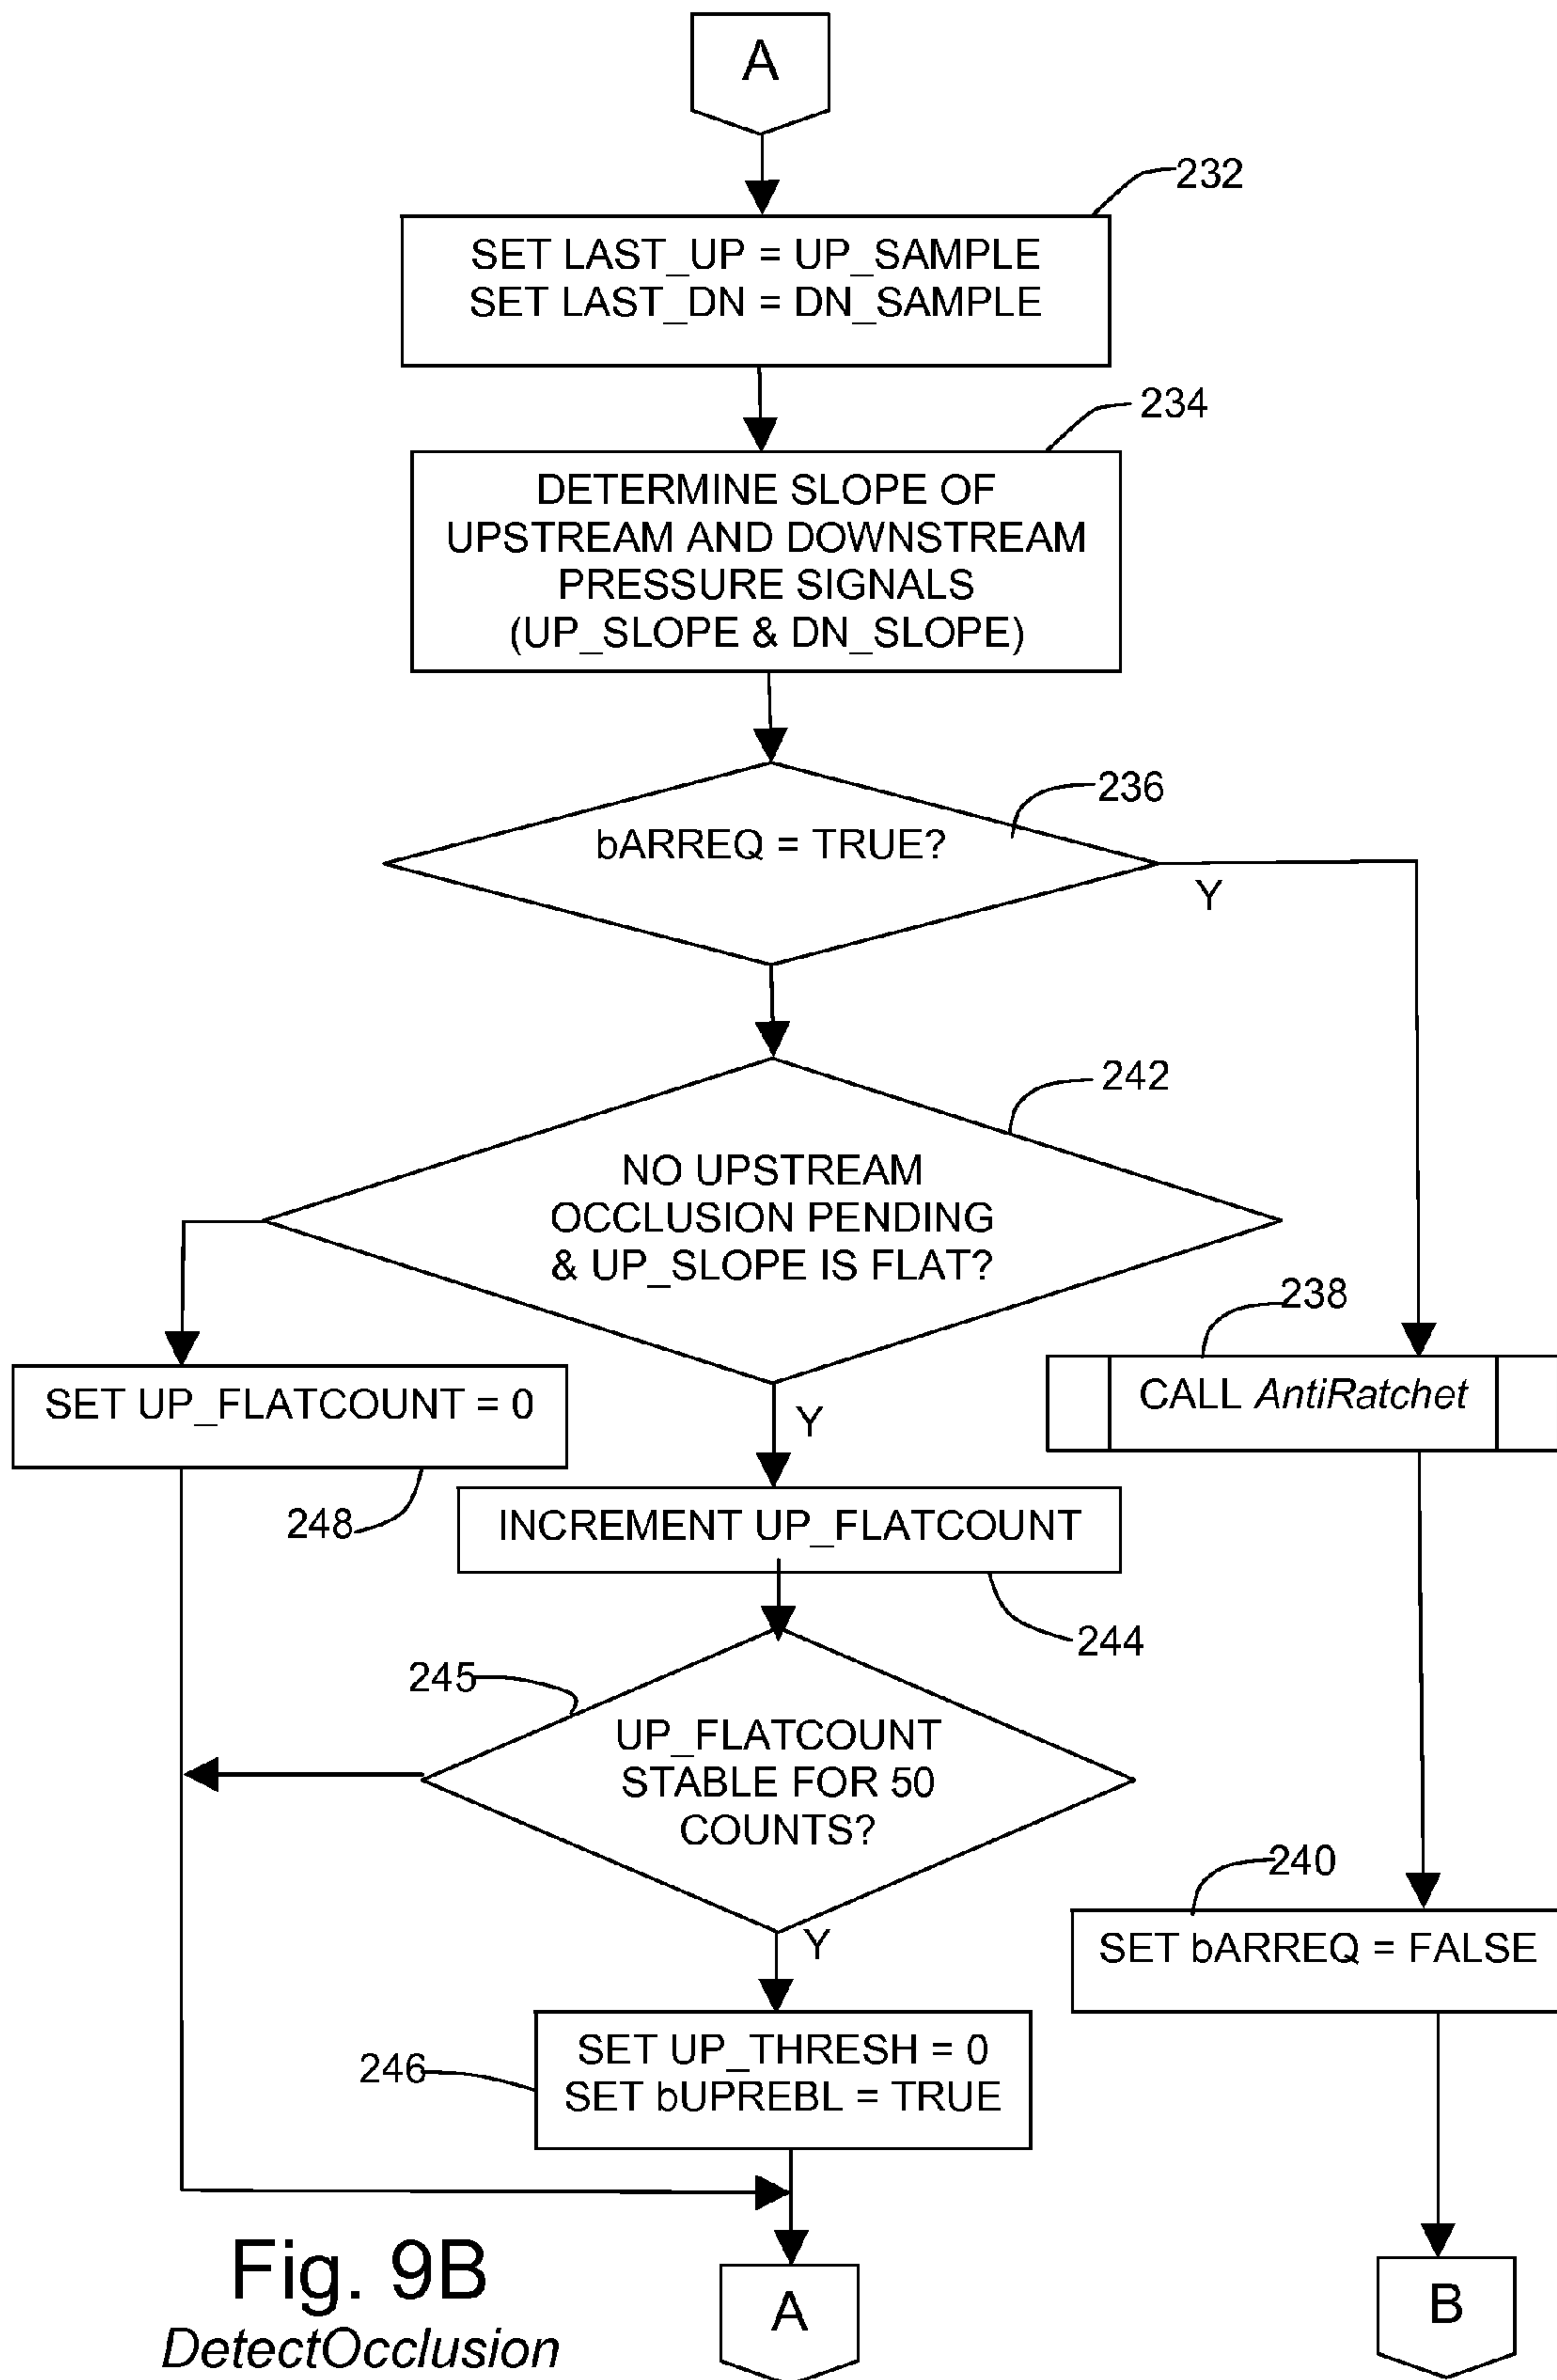 A
232
SET LAST_UP = UP_SAMPLE
SET LAST_DN = DN_SAMPLE
234
DETERMINE SLOPE OF
UPSTREAM AND DOWNSTREAM
PRESSURE SIGNALS
(UP_SLOPE & DN_SLOPE)
236
bARREQ = TRUE?
Y
242
NO UPSTREAM
OCCLUSION PENDING
& UP_SLOPE IS FLAT?
238
CALL AntiRatchet
SET UP_FLATCOUNT = 0
Y
248
INCREMENT UP_FLATCOUNT
244
245
UP_FLATCOUNT
STABLE FOR 50
COUNTS?
240
Y
SET bARREQ = FALSE
246
SET UP_THRESH = 0
SET bUPREBL = TRUE
Fig. 9B
DetectOcclusion
A
B